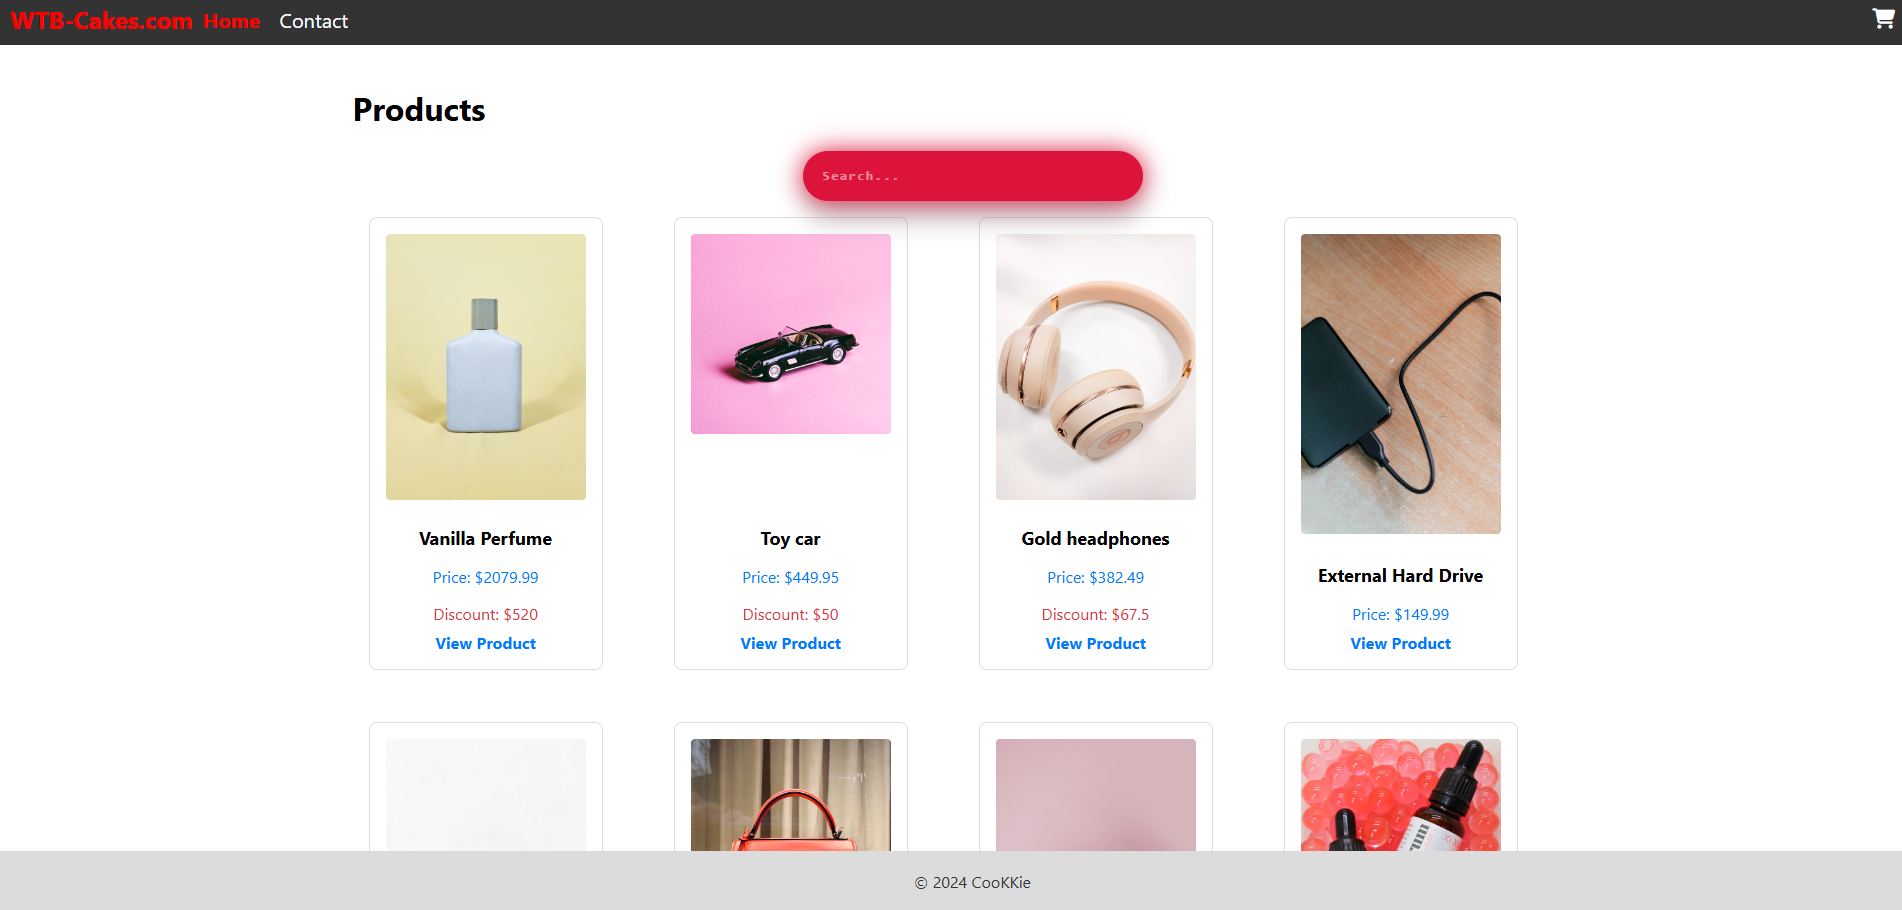 WTB-Cakes.com Home Contact
Products
Search...
Vanilla Perfume
Price: $2079.99
Discount: $520
View Product
Toy car
Price: $449.95
Discount: $50
View Product
Gold headphones
Price: $382.49
Discount: $67.5
View Product
External Hard Drive
Price: $149.99
View Product
© 2024 CooKKie